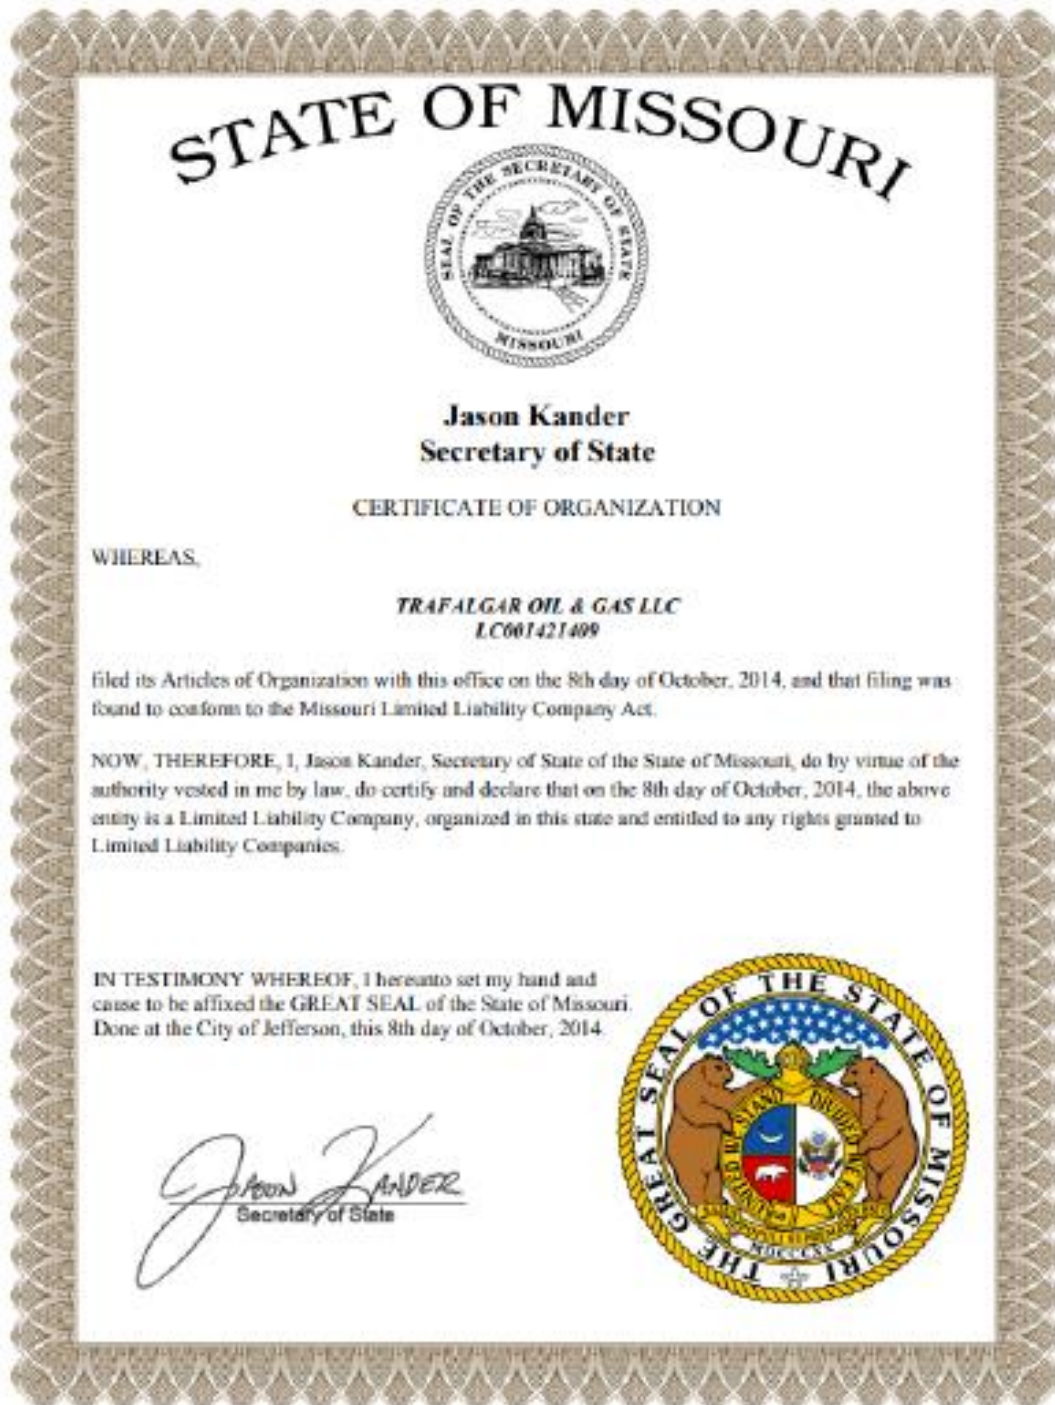 STATE OF MISSOURI
SEAL OF THE SECRETARY OF STATE
MISSOURI
Jason Kander
Secretary of State
CERTIFICATE OF ORGANIZATION
WHEREAS,
TRAFALGAR OIL & GAS LLC
LC001421409
filed its Articles of Organization with this office on the 8th day of October, 2014, and that filing was
found to conform to the Missouri Limited Liability Company Act.
NOW, THEREFORE, I, Jason Kander, Secretary of State of the State of Missouri, do by virtue of the
authority vested in me by law, do certify and declare that on the 8th day of October, 2014, the above
entity is a Limited Liability Company, organized in this state and entitled to any rights granted to
Limited Liability Companies.
IN TESTIMONY WHEREOF, I hereunto set my hand and
cause to be affixed the GREAT SEAL of the State of Missouri.
Done at the City of Jefferson, this 8th day of October, 2014.
JASON KANDER
Secretary of State
THE GREAT SEAL OF THE STATE OF MISSOURI
UNITED WE STAND DIVIDED WE FALL
MDCCCXX